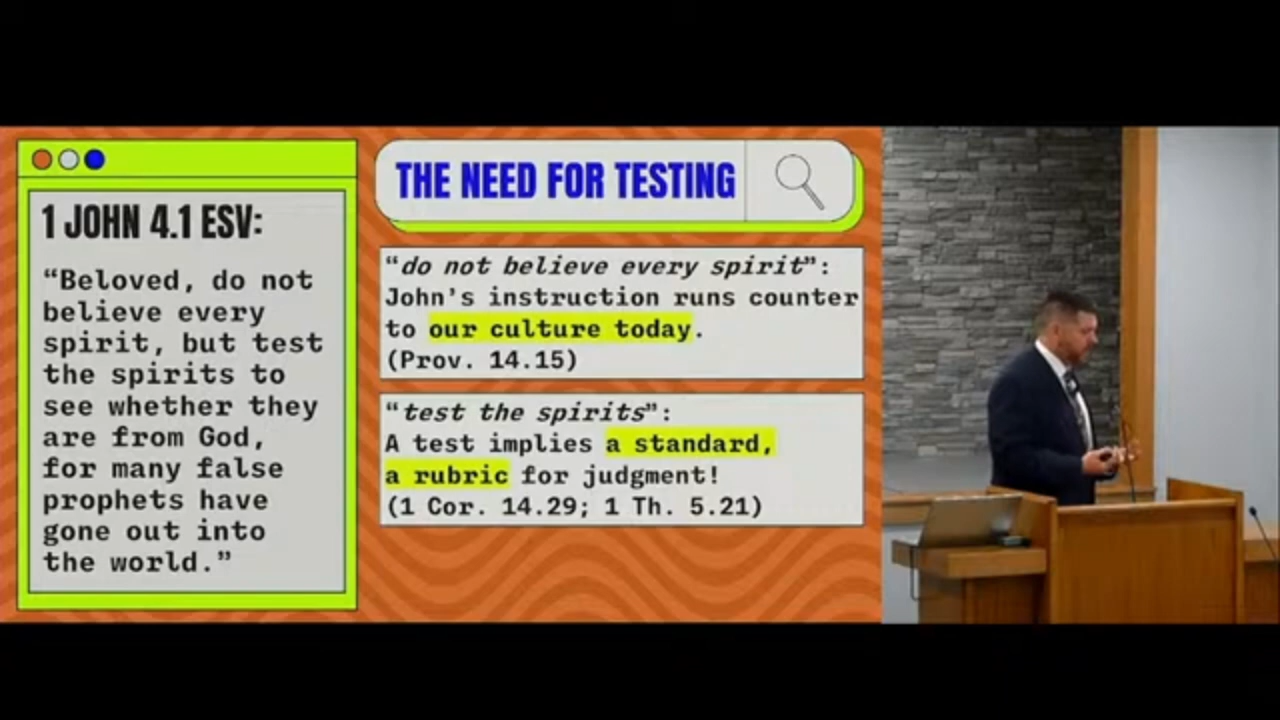 1 JOHN 4.1 ESV:
“Beloved, do not
believe every
spirit, but test
the spirits to
see whether they
are from God,
for many false
prophets have
gone out into
the world.”
THE NEED FOR TESTING
“do not believe every spirit”:
John’s instruction runs counter
to our culture today.
(Prov. 14.15)
“test the spirits”:
A test implies a standard,
a rubric for judgment!
(1 Cor. 14.29; 1 Th. 5.21)